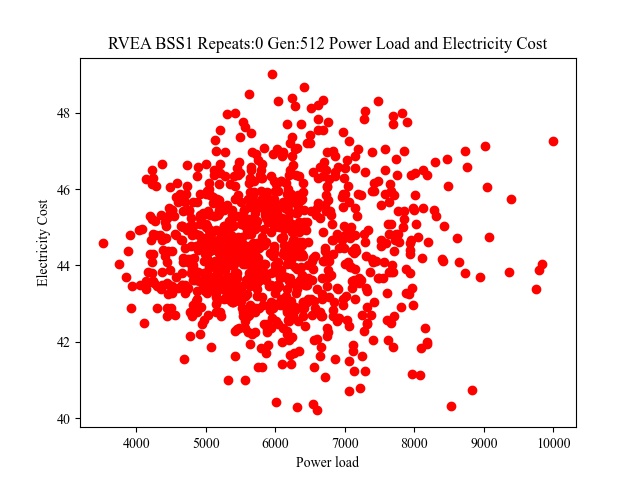 RVEA BSS1 Repeats:0 Gen:512 Power Load and Electricity Cost
48
46
44
42
40
Electricity Cost
4000 5000 6000 7000 8000 9000 10000
Power load